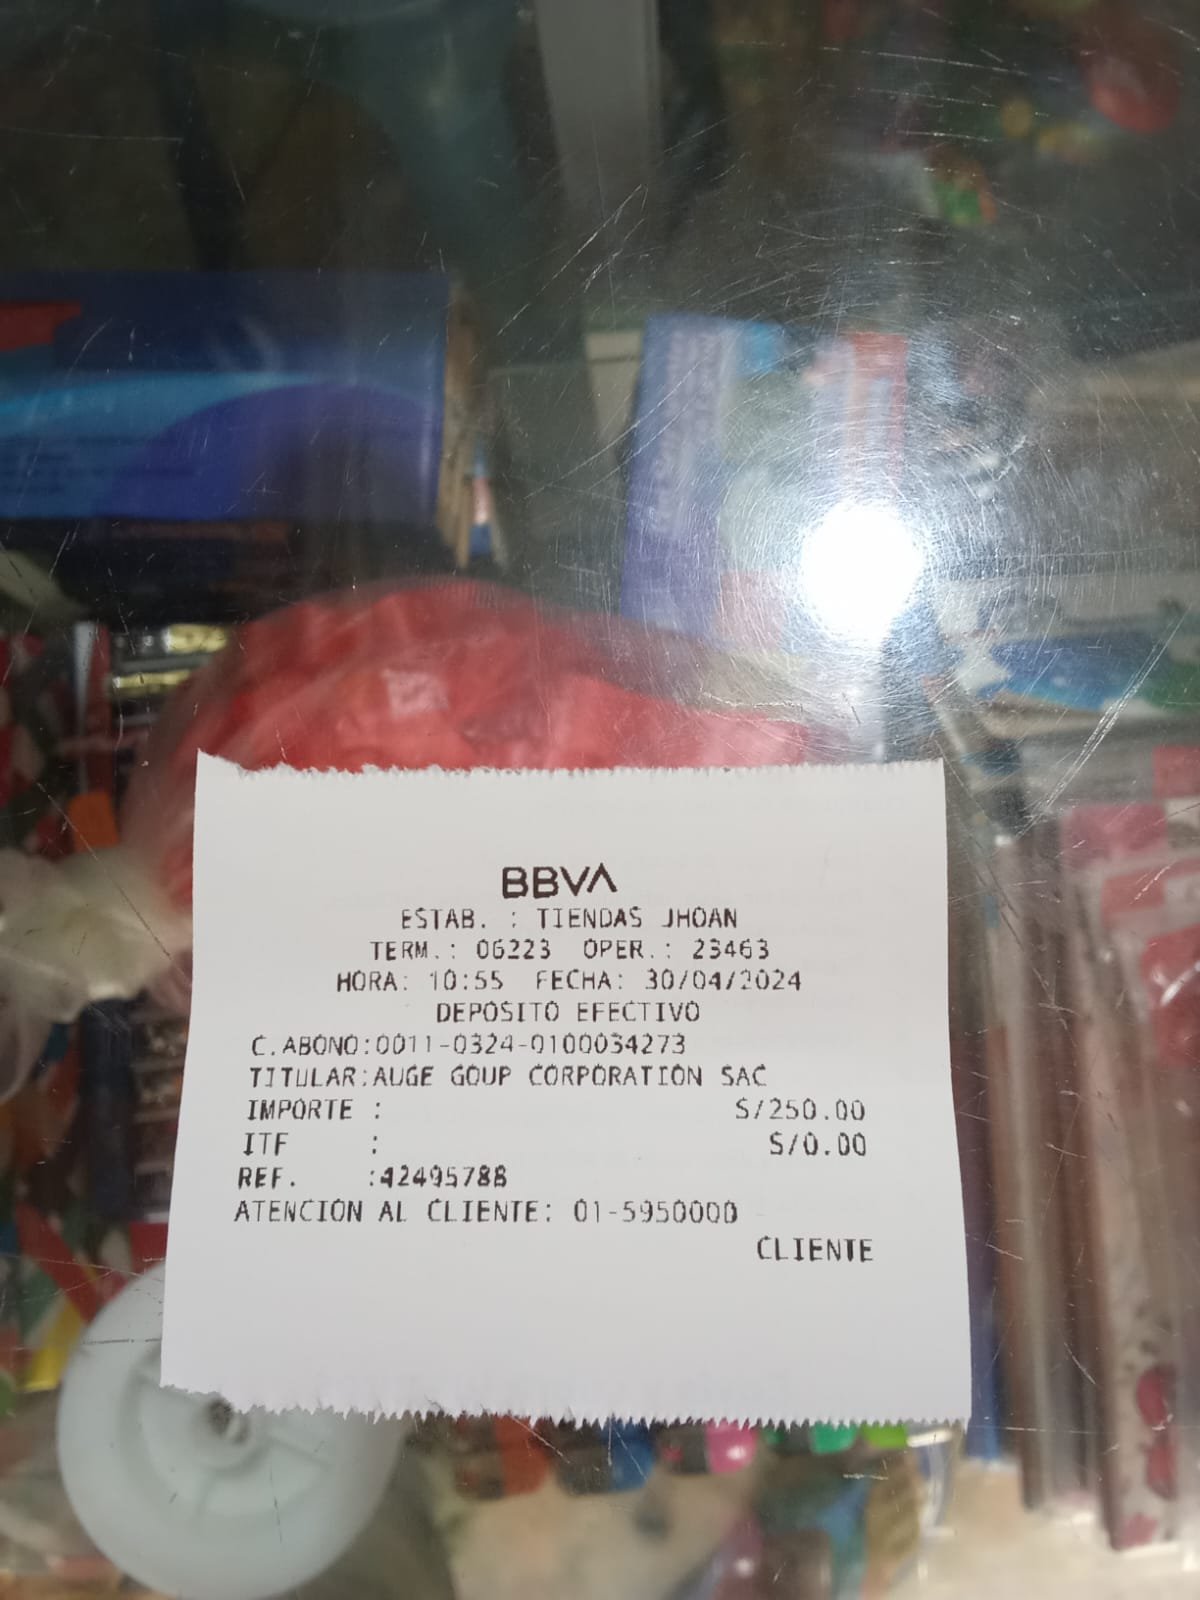 BBVA
ESTAB. : TIENDAS JHOAN
TERM.: 06223 OPER.: 23463
HORA: 10:55 FECHA: 30/04/2024
DEPOSITO EFECTIVO
C.ABONO:0011-0324-0100034273
TITULAR:AUGE GOUP CORPORATION SAC
IMPORTE : S/250.00
ITF : S/0.00
REF. :42495788
ATENCION AL CLIENTE: 01-5950000
CLIENTE